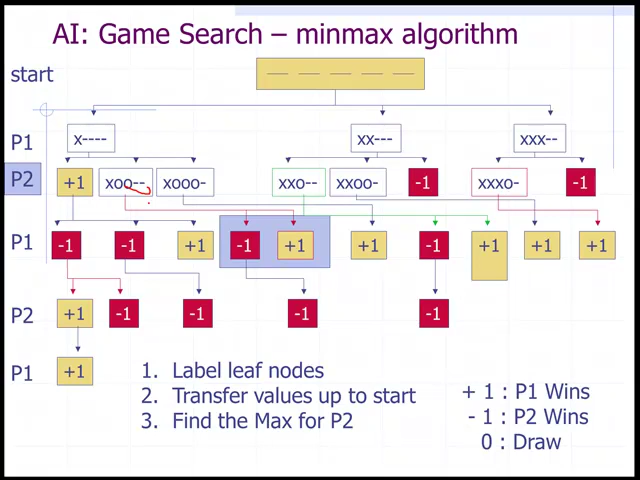 AI: Game Search – minmax algorithm
start — — — — —
P1 x---- xx--- xxx--
P2 +1 xoo-- xooo- xxo-- xxoo- -1 xxxo- -1
P1 -1 -1 +1 -1 +1 +1 -1 +1 +1 +1
P2 +1 -1 -1 -1 -1
P1 +1
1. Label leaf nodes
2. Transfer values up to start
3. Find the Max for P2
+ 1 : P1 Wins
- 1 : P2 Wins
0 : Draw